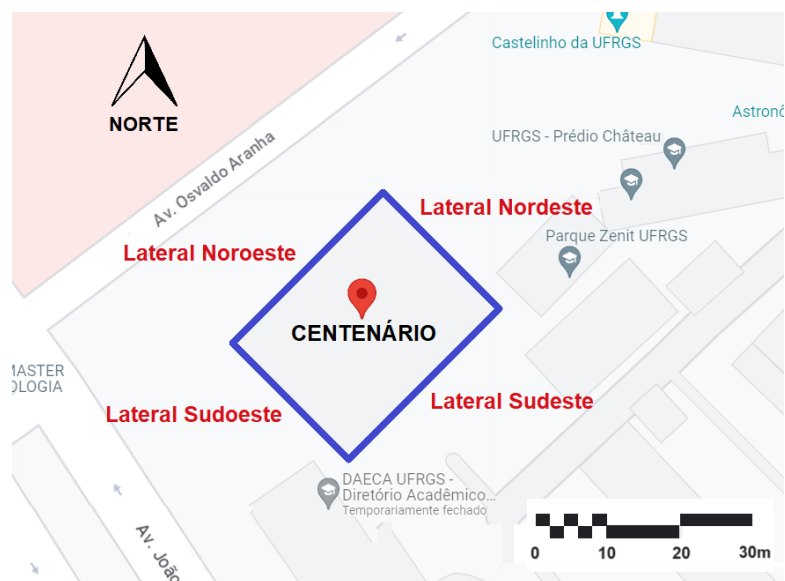 Castelinho da UFRGS
NORTE
Astronô
UFRGS - Prédio Château
Av. Osvaldo Aranha
Lateral Nordeste
Parque Zenit UFRGS
Lateral Noroeste
CENTENÁRIO
MASTER
OLOGIA
Lateral Sudeste
Lateral Sudoeste
DAECA UFRGS -
Diretório Acadêmico...
Temporariamente fechado
Av. João
0 10 20 30m